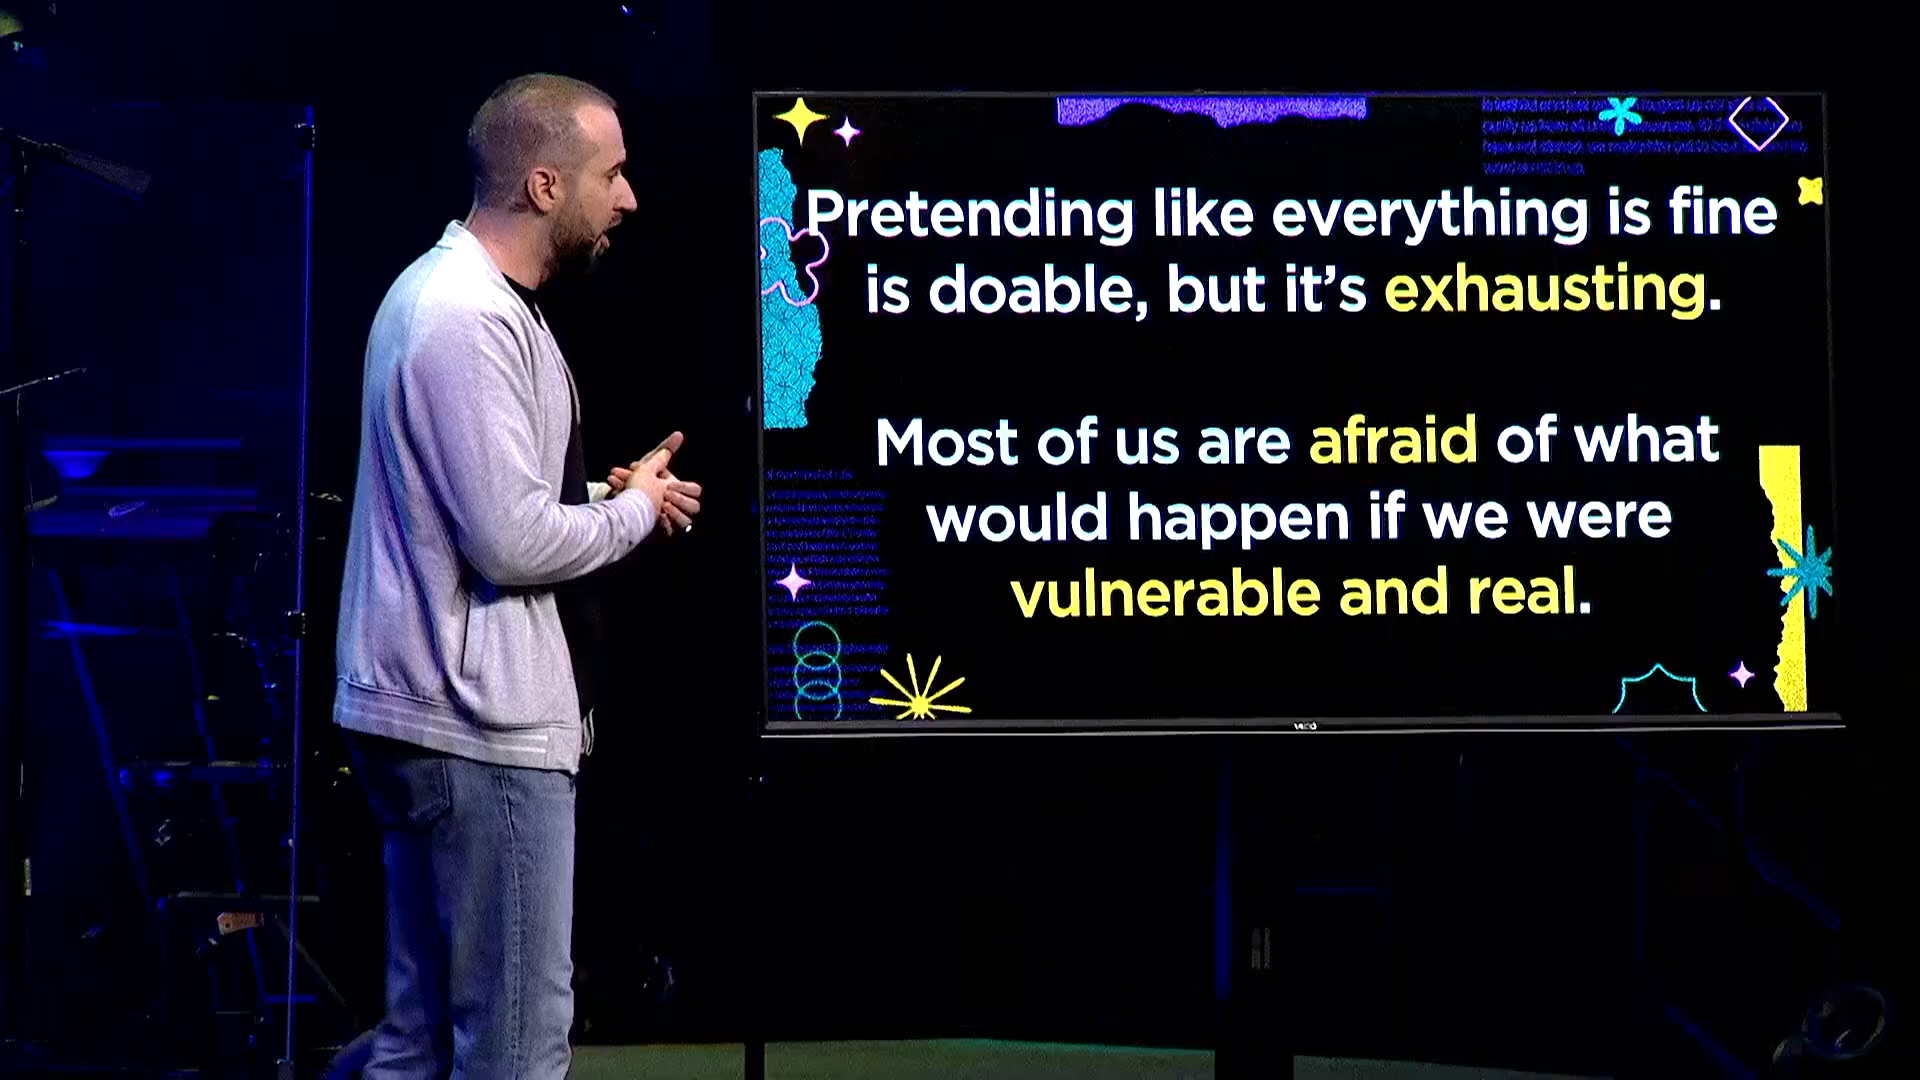 Pretending like everything is fine
is doable, but it’s exhausting.
Most of us are afraid of what
would happen if we were
vulnerable and real.